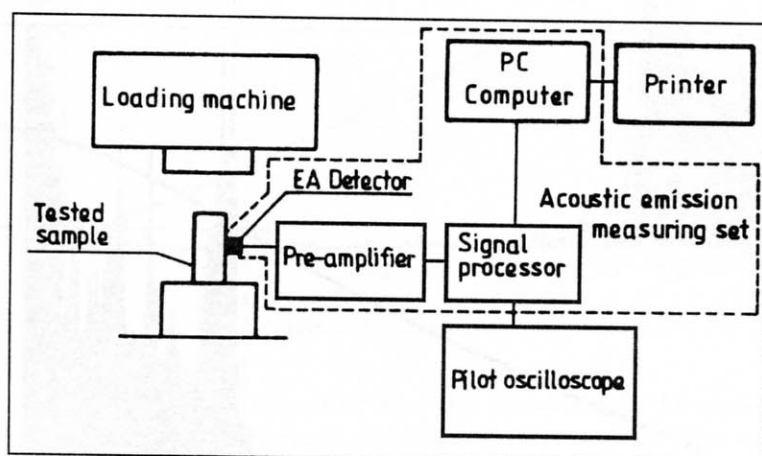 Loading machine
PC
Computer
Printer
EA Detector
Tested
sample
Acoustic emission
measuring set
Pre-amplifier
Signal
processor
Pilot oscilloscope